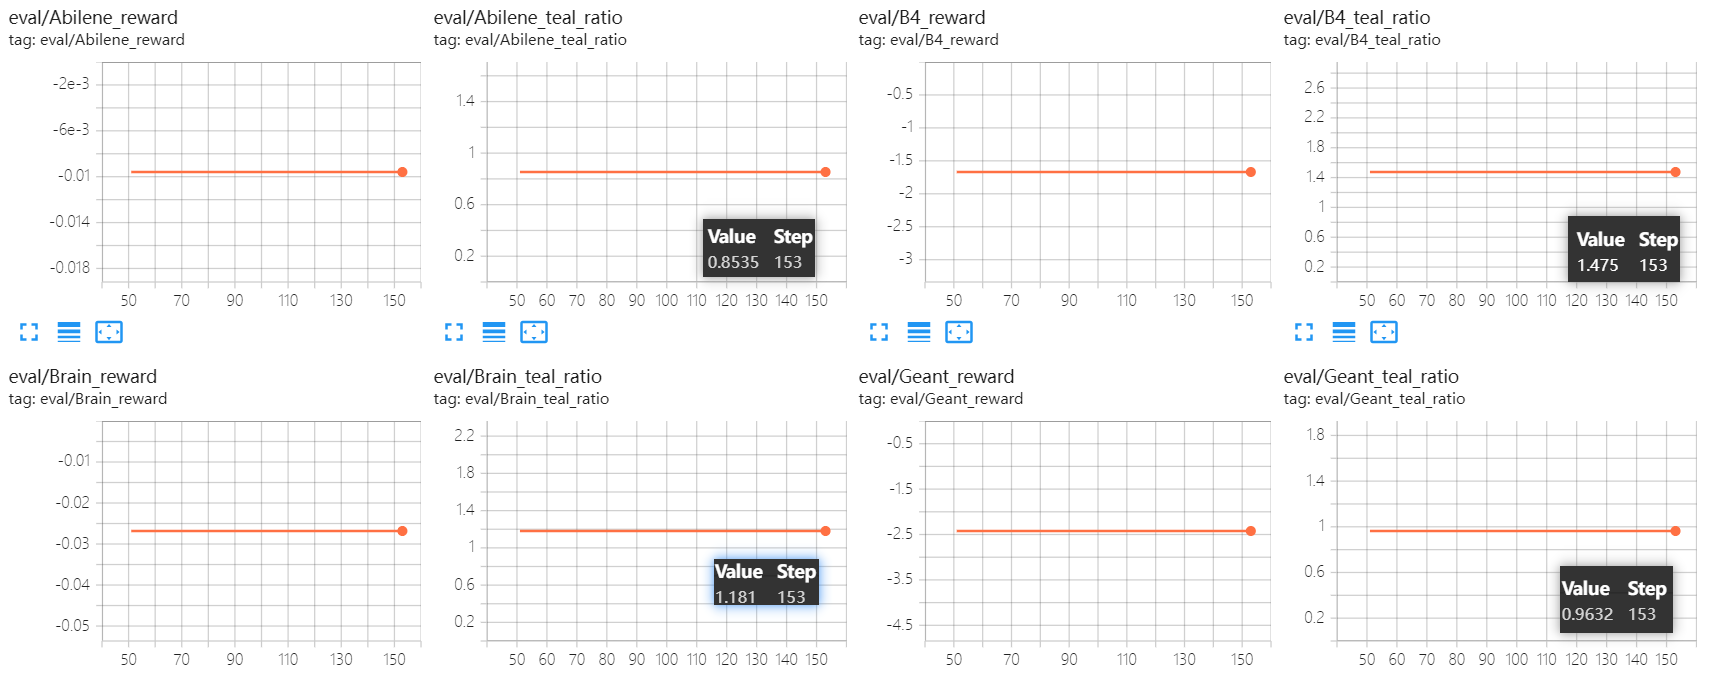 eval/Abilene_reward
tag: eval/Abilene_reward
-2e-3
-6e-3
-0.01
-0.014
-0.018
50 70 90 110 130 150
eval/Abilene_teal_ratio
tag: eval/Abilene_teal_ratio
1.4
1
0.6
0.2
Value Step
0.8535 153
50 60 70 80 90 100 110 120 130 140 150
eval/B4_reward
tag: eval/B4_reward
-0.5
-1
-1.5
-2
-2.5
-3
50 70 90 110 130 150
eval/B4_teal_ratio
tag: eval/B4_teal_ratio
2.6
2.2
1.8
1.4
1
0.6
0.2
Value Step
1.475 153
50 60 70 80 90 100 110 120 130 140 150
eval/Brain_reward
tag: eval/Brain_reward
-0.01
-0.02
-0.03
-0.04
-0.05
50 70 90 110 130 150
eval/Brain_teal_ratio
tag: eval/Brain_teal_ratio
2.2
1.8
1.4
1
0.6
0.2
Value Step
1.181 153
50 60 70 80 90 100 110 120 130 140 150
eval/Geant_reward
tag: eval/Geant_reward
-0.5
-1.5
-2.5
-3.5
-4.5
50 70 90 110 130 150
eval/Geant_teal_ratio
tag: eval/Geant_teal_ratio
1.8
1.4
1
0.6
0.2
Value Step
0.9632 153
50 60 70 80 90 100 110 120 130 140 150